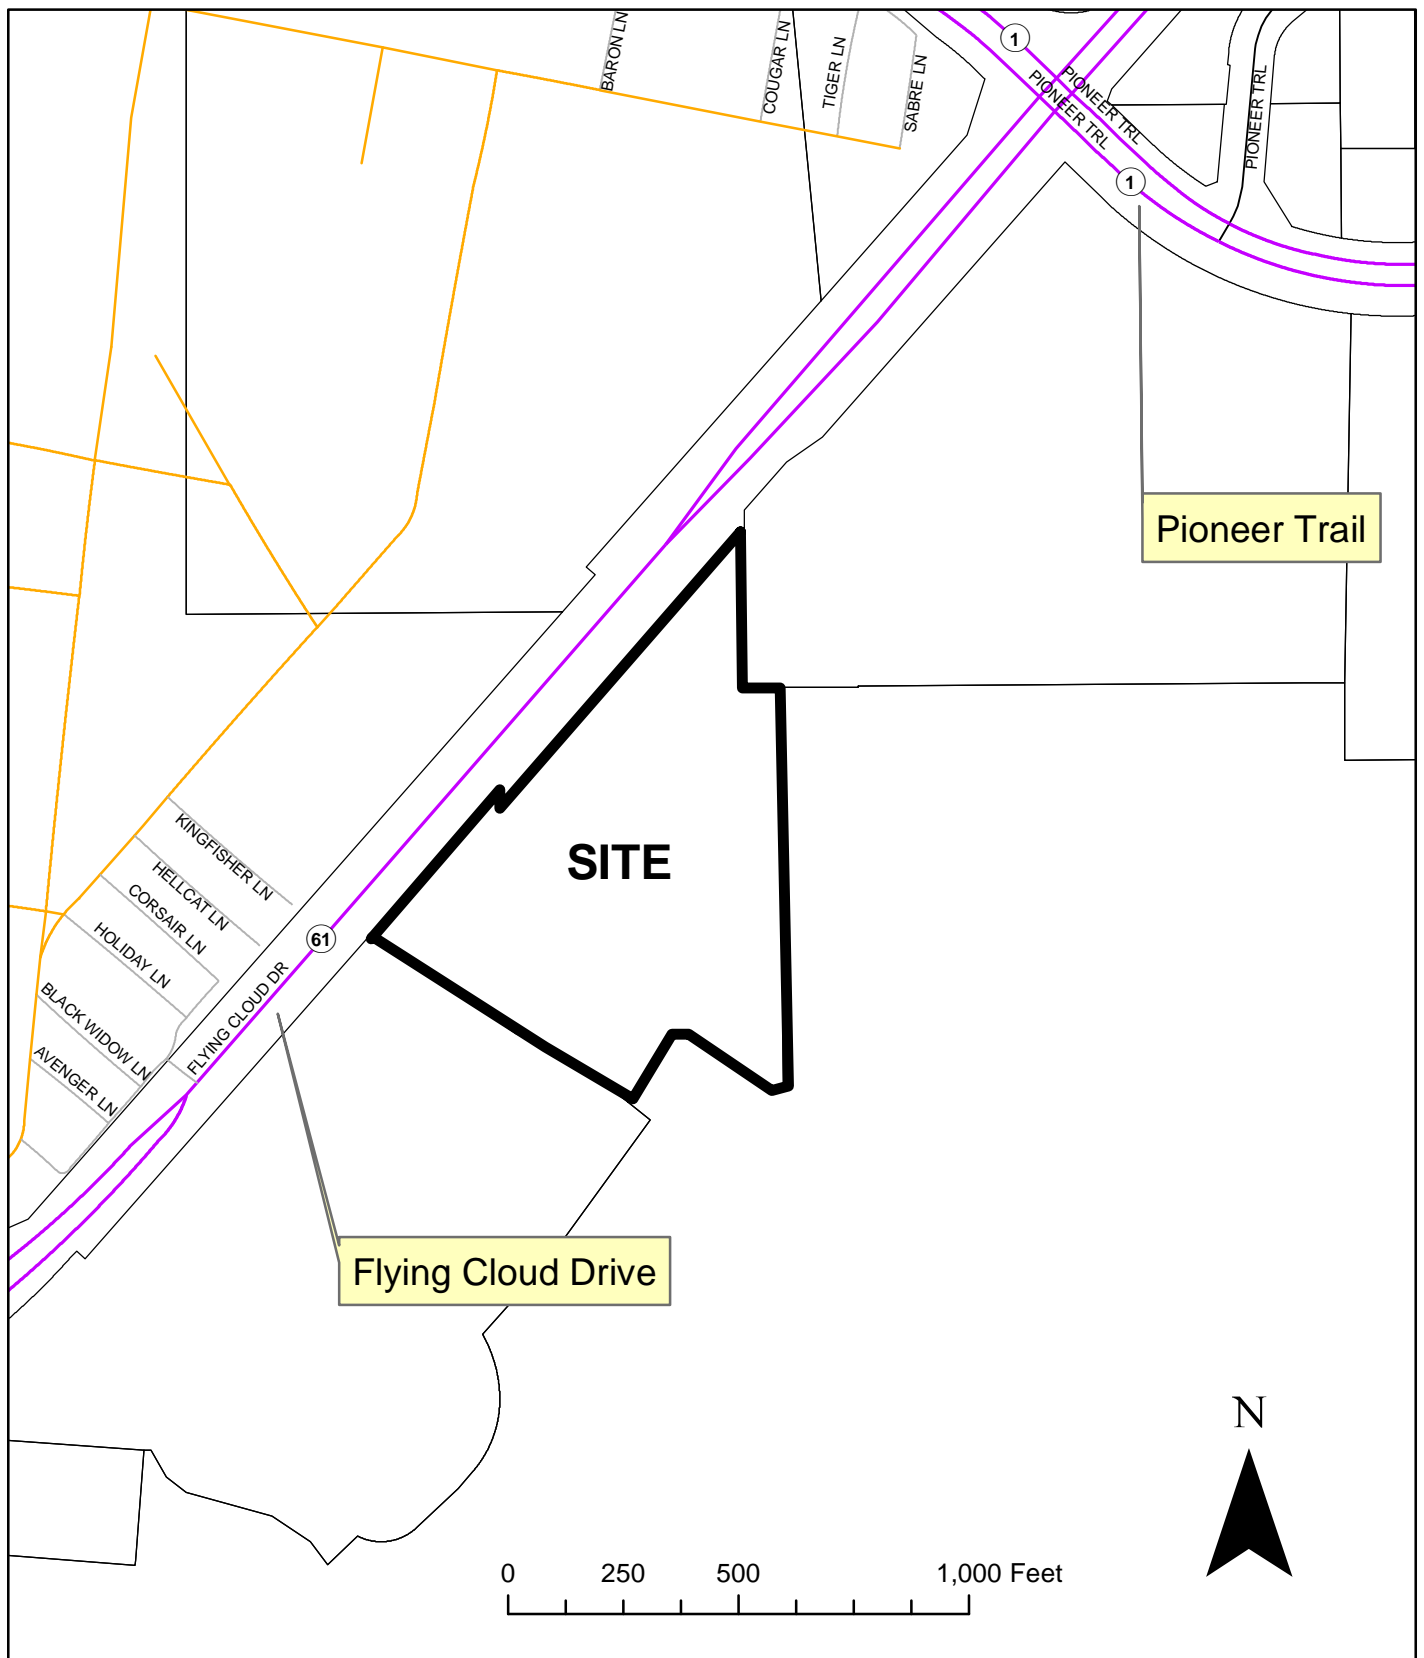 BARON LN
COUGAR LN
TIGER LN
SABRE LN
1
PIONEER TRL
PIONEER TRL
PIONEER TRL
1
Pioneer Trail
SITE
KINGFISHER LN
HELLCAT LN
CORSAIR LN
HOLIDAY LN
61
FLYING CLOUD DR
BLACK WIDOW LN
AVENGER LN
Flying Cloud Drive
N
0 250 500 1,000 Feet